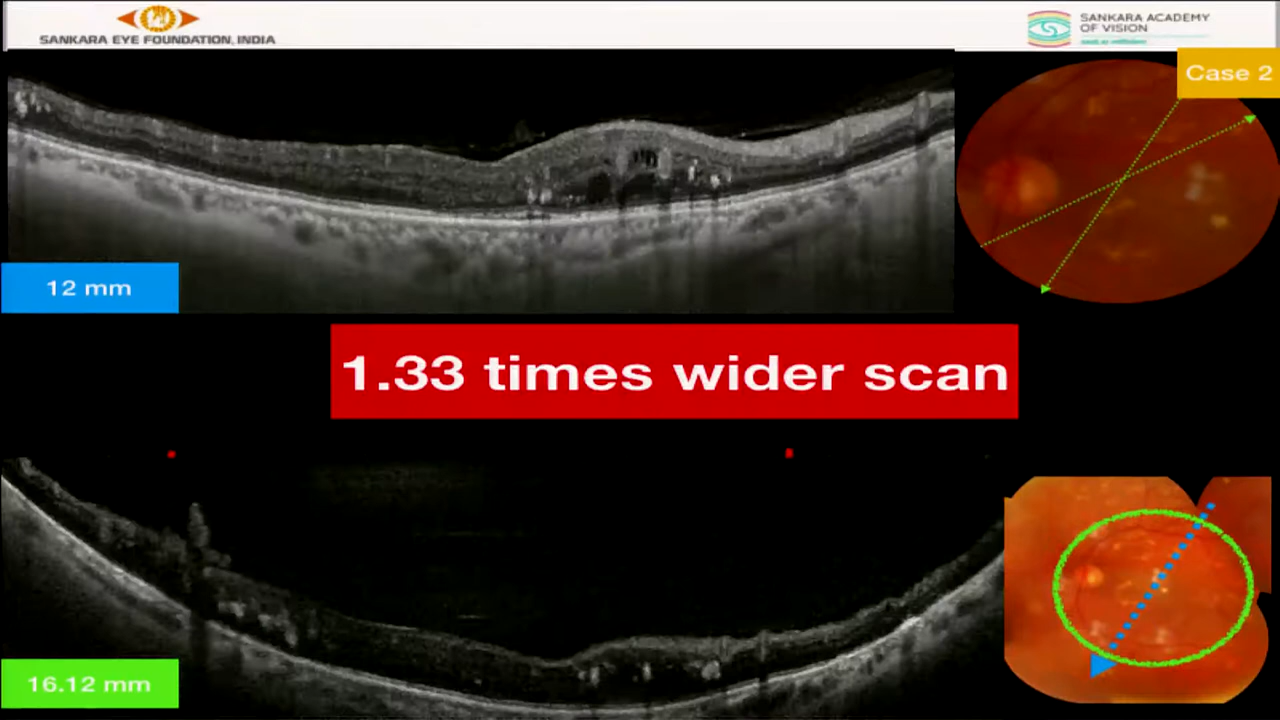 SANKARA EYE FOUNDATION, INDIA
SANKARA ACADEMY
OF VISION
Case 2
12 mm
1.33 times wider scan
16.12 mm